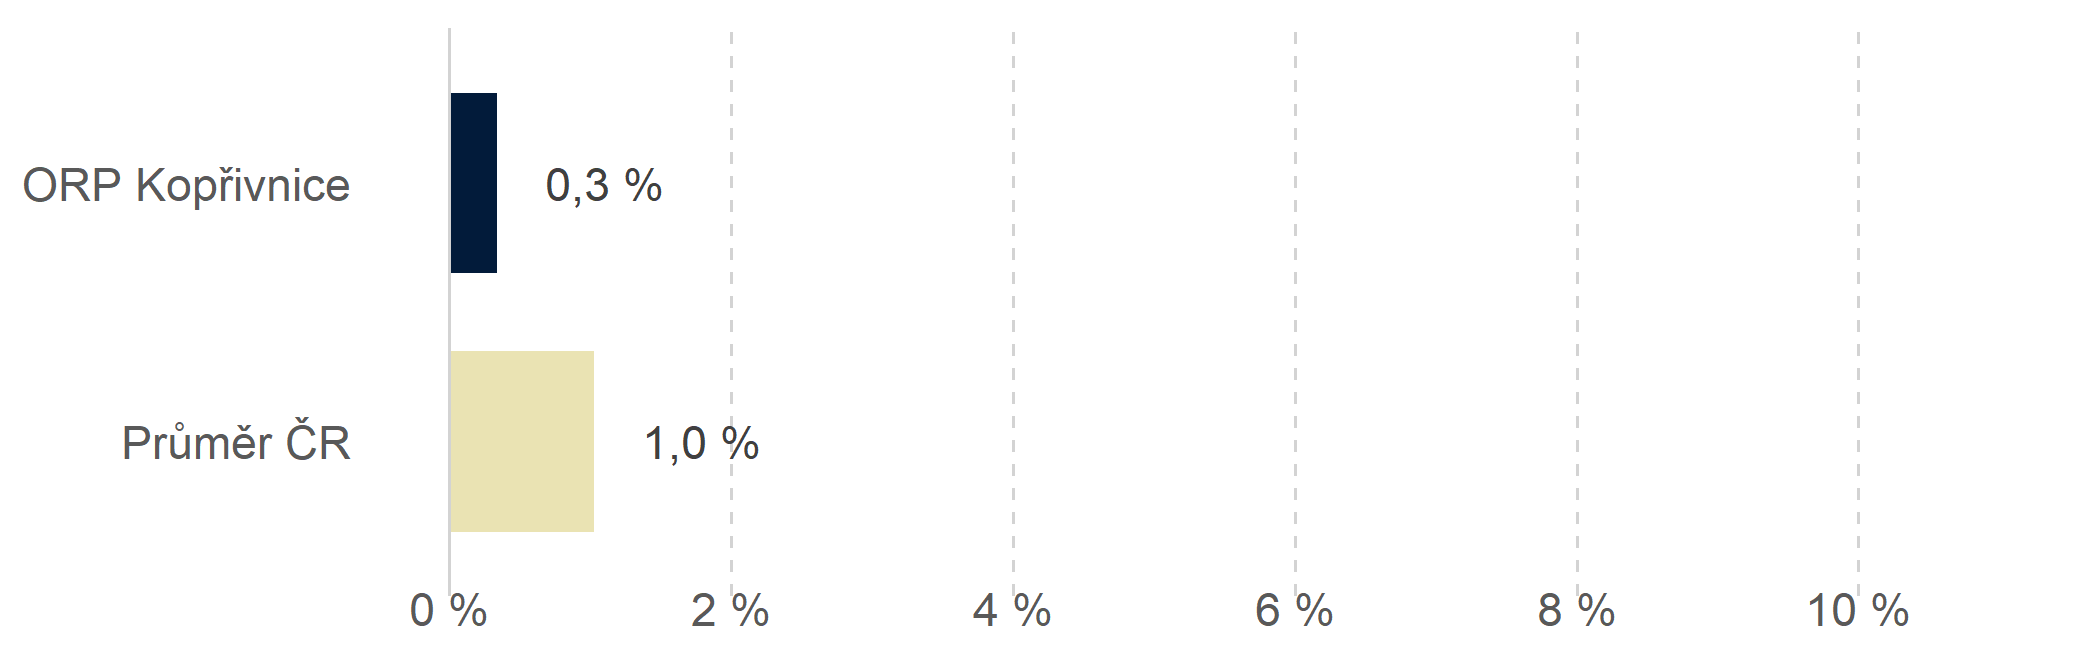 ORP Kopřivnice
0,3 %
Průměr ČR
1,0 %
0 % 2 % 4 % 6 % 8 % 10 %